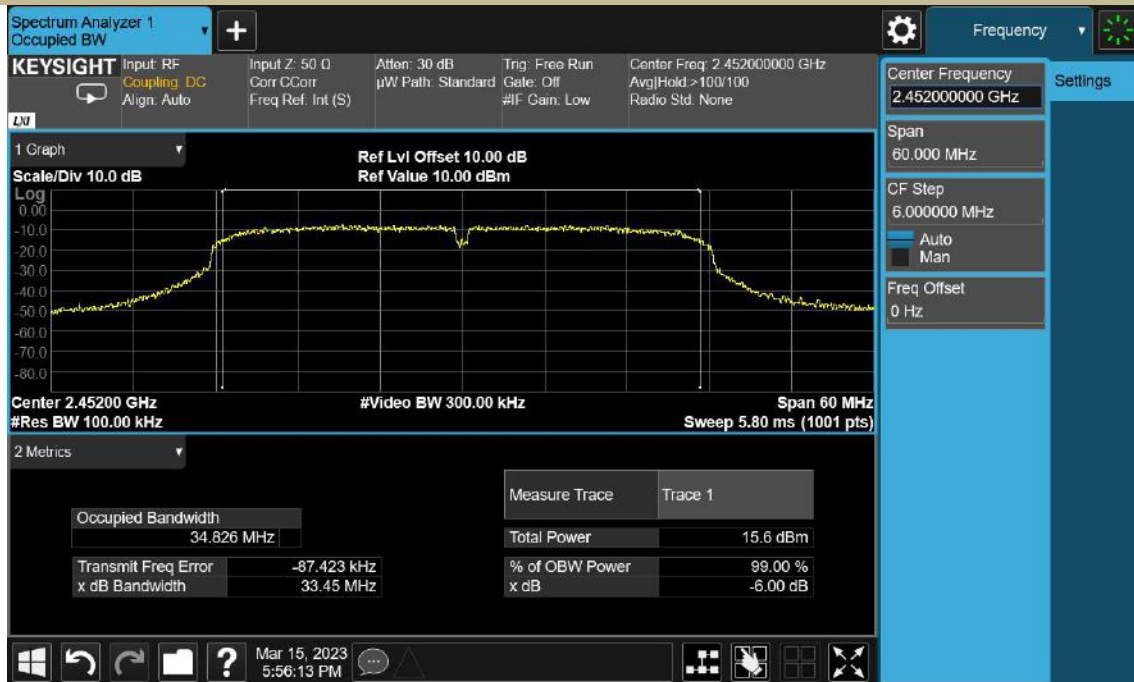 Spectrum Analyzer 1
Occupied BW
+
Frequency
KEYSIGHT
LXI
Input: RF
Coupling: DC
Align: Auto
Input Z: 50 Ω
Corr CCorr
Freq Ref: Int (S)
Atten: 30 dB
µW Path: Standard
Trig: Free Run
Gate: Off
#IF Gain: Low
Center Freq: 2.452000000 GHz
Avg|Hold:>100/100
Radio Std: None
Center Frequency
2.452000000 GHz
Settings
Span
60.000 MHz
CF Step
6.000000 MHz
Auto
Man
Freq Offset
0 Hz
1 Graph
Scale/Div 10.0 dB
Ref Lvl Offset 10.00 dB
Ref Value 10.00 dBm
Log
0.00
-10.0
-20.0
-30.0
-40.0
-50.0
-60.0
-70.0
-80.0
Center 2.45200 GHz
#Video BW 300.00 kHz
Span 60 MHz
#Res BW 100.00 kHz
Sweep 5.80 ms (1001 pts)
2 Metrics
Measure Trace Trace 1
Occupied Bandwidth
34.826 MHz
Total Power 15.6 dBm
Transmit Freq Error -87.423 kHz
% of OBW Power 99.00 %
x dB Bandwidth 33.45 MHz
x dB -6.00 dB
?
Mar 15, 2023
5:56:13 PM